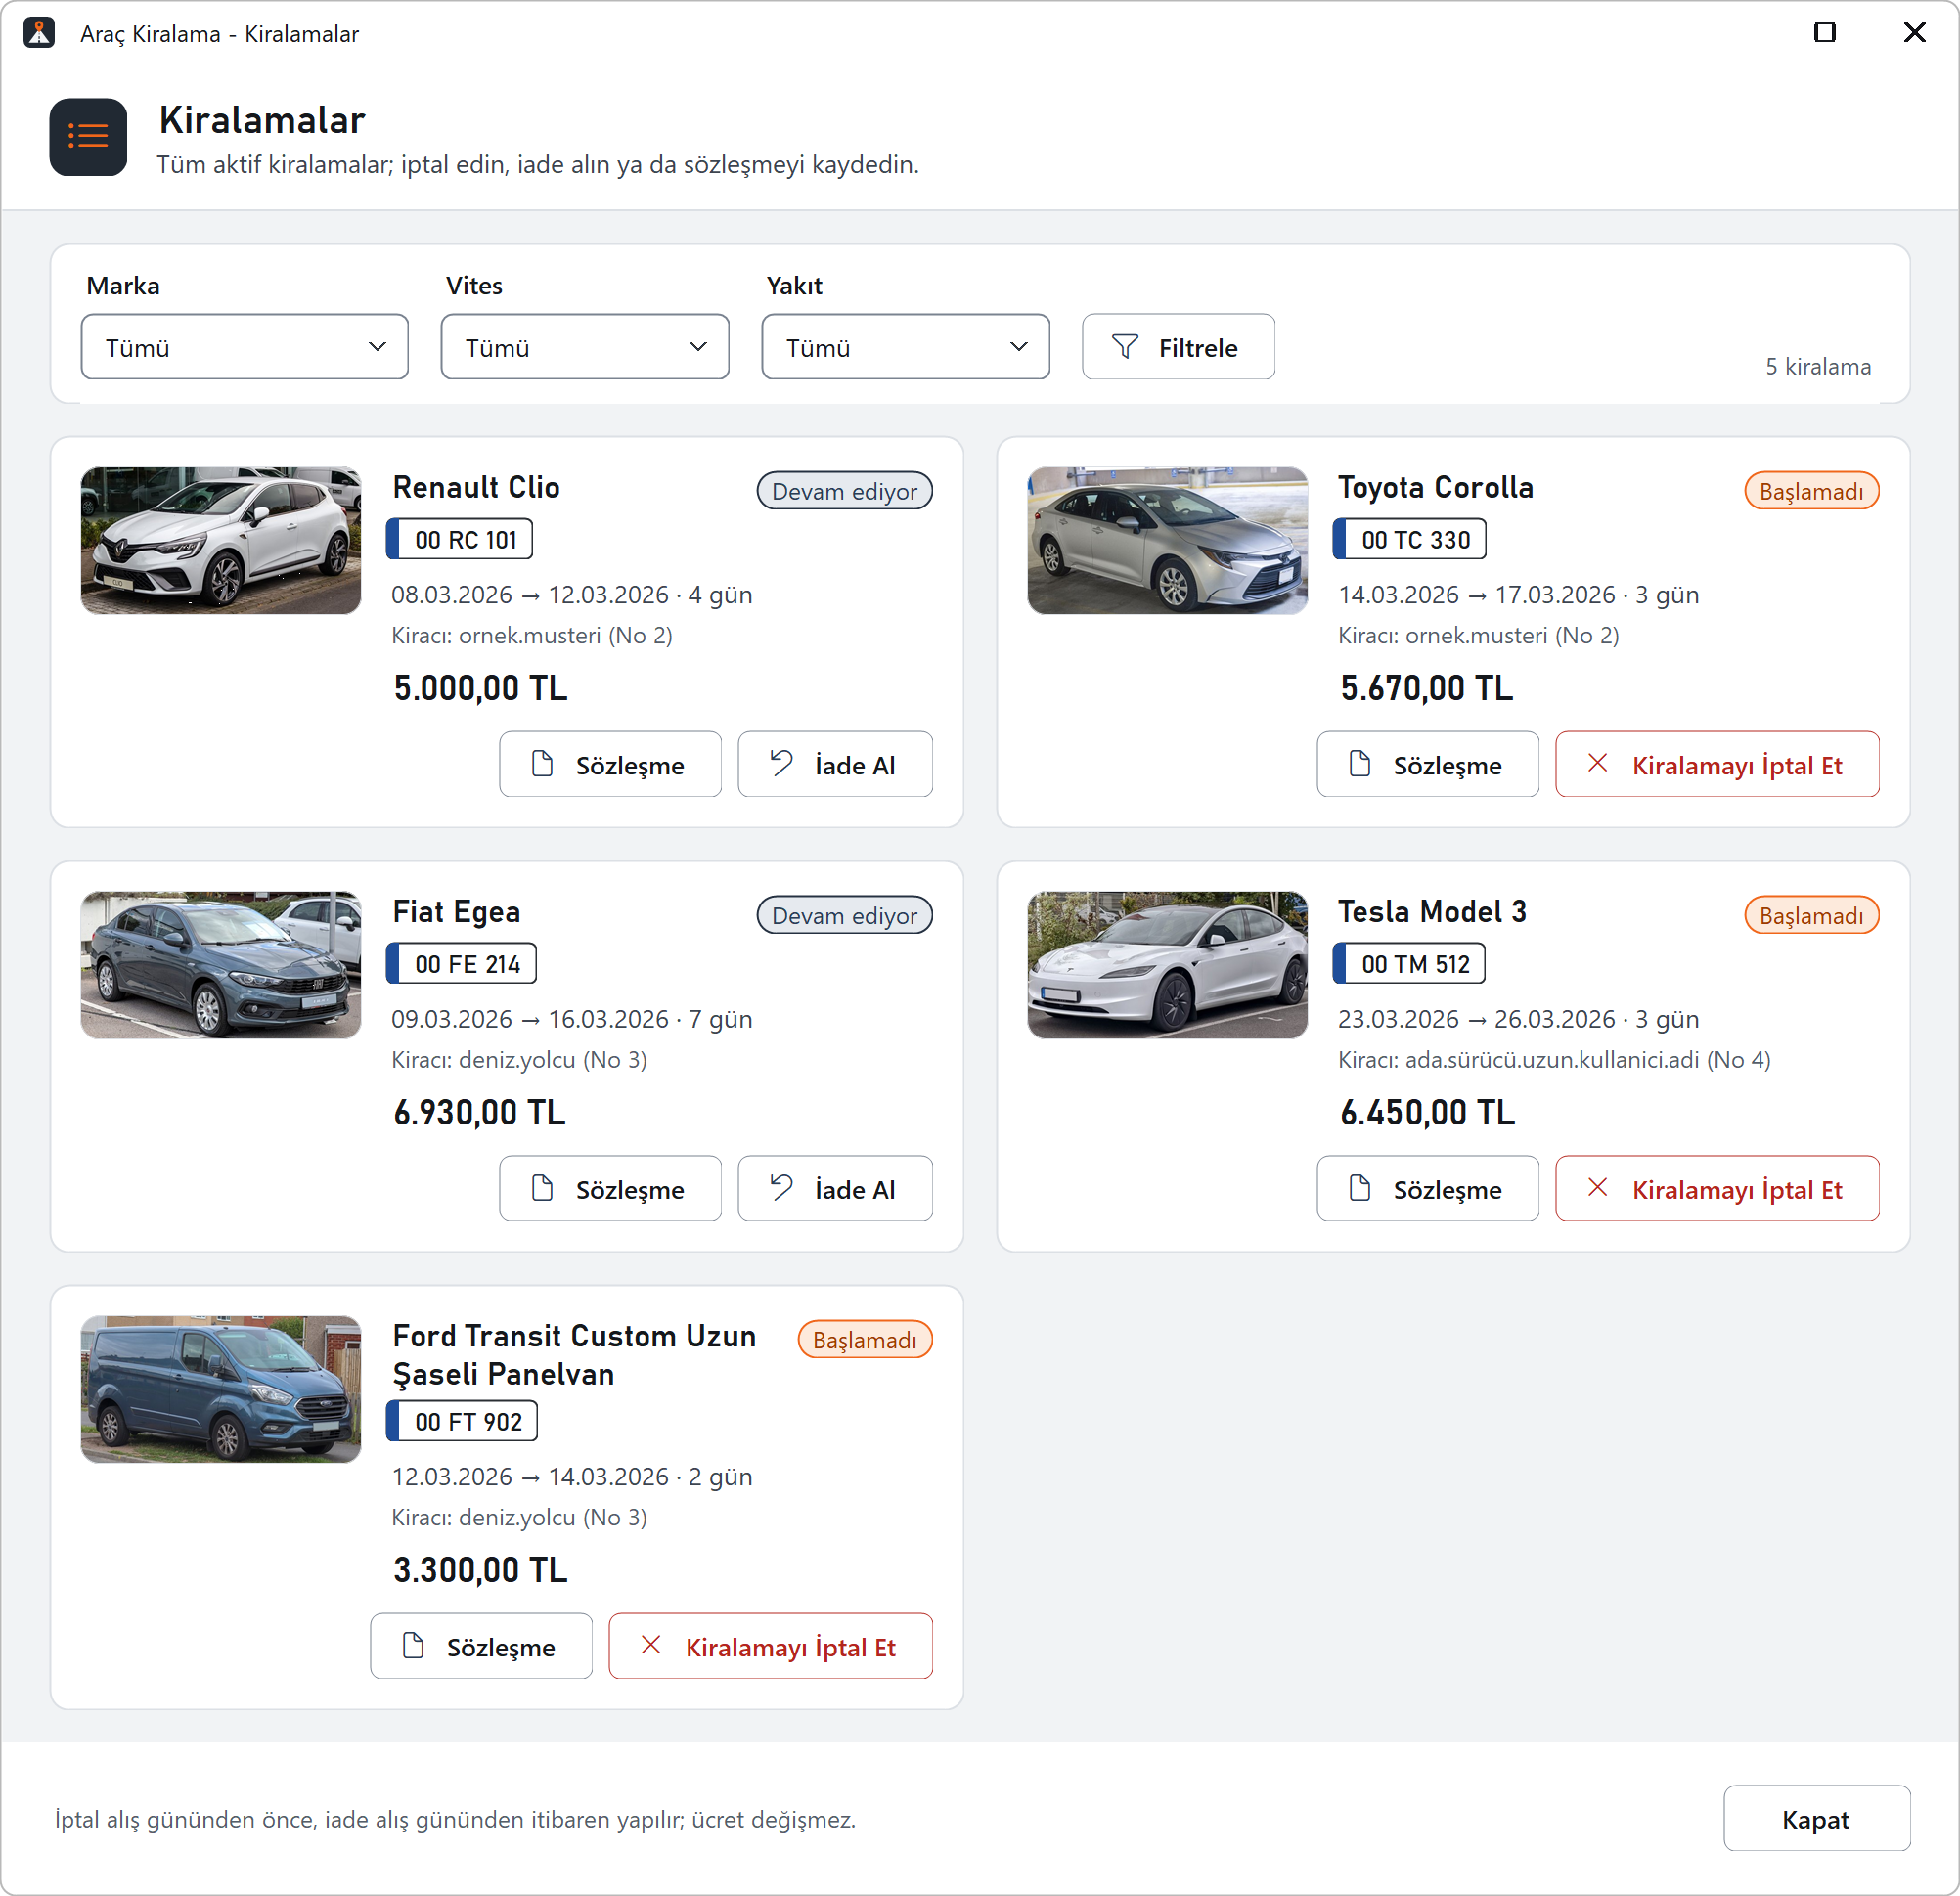 Araç Kiralama - Kiralamalar
Kiralamalar
Tüm aktif kiralamalar; iptal edin, iade alın ya da sözleşmeyi kaydedin.
Marka
Vites
Yakıt
Tümü
Tümü
Tümü
Filtrele
5 kiralama
Renault Clio
Devam ediyor
00 RC 101
08.03.2026 → 12.03.2026 · 4 gün
Kiracı: ornek.musteri (No 2)
5.000,00 TL
Sözleşme
İade Al
Toyota Corolla
Başlamadı
00 TC 330
14.03.2026 → 17.03.2026 · 3 gün
Kiracı: ornek.musteri (No 2)
5.670,00 TL
Sözleşme
Kiralamayı İptal Et
Fiat Egea
Devam ediyor
00 FE 214
09.03.2026 → 16.03.2026 · 7 gün
Kiracı: deniz.yolcu (No 3)
6.930,00 TL
Sözleşme
İade Al
Tesla Model 3
Başlamadı
00 TM 512
23.03.2026 → 26.03.2026 · 3 gün
Kiracı: ada.sürücü.uzun.kullanici.adi (No 4)
6.450,00 TL
Sözleşme
Kiralamayı İptal Et
Ford Transit Custom Uzun
Şaseli Panelvan
Başlamadı
00 FT 902
12.03.2026 → 14.03.2026 · 2 gün
Kiracı: deniz.yolcu (No 3)
3.300,00 TL
Sözleşme
Kiralamayı İptal Et
İptal alış gününden önce, iade alış gününden itibaren yapılır; ücret değişmez.
Kapat